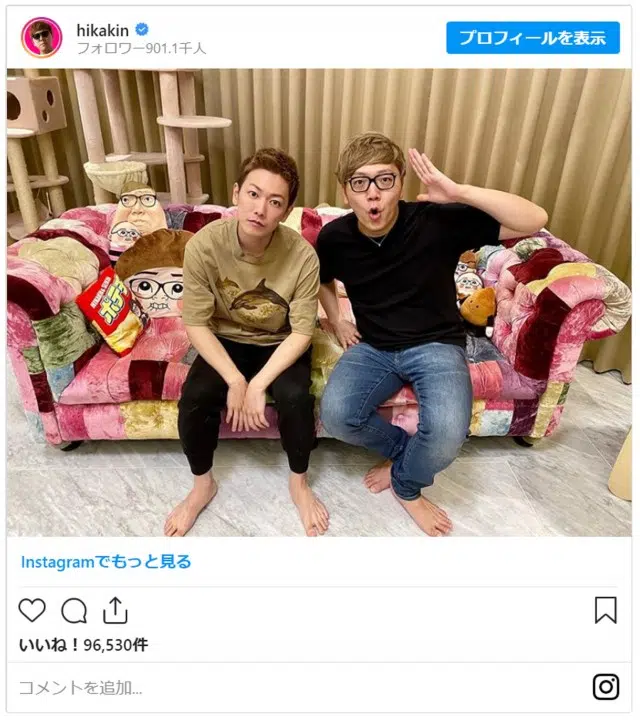 hikakin
フォロワー901.1千人
プロフィールを表示
Instagramでもっと見る
いいね！96,530件
コメントを追加...